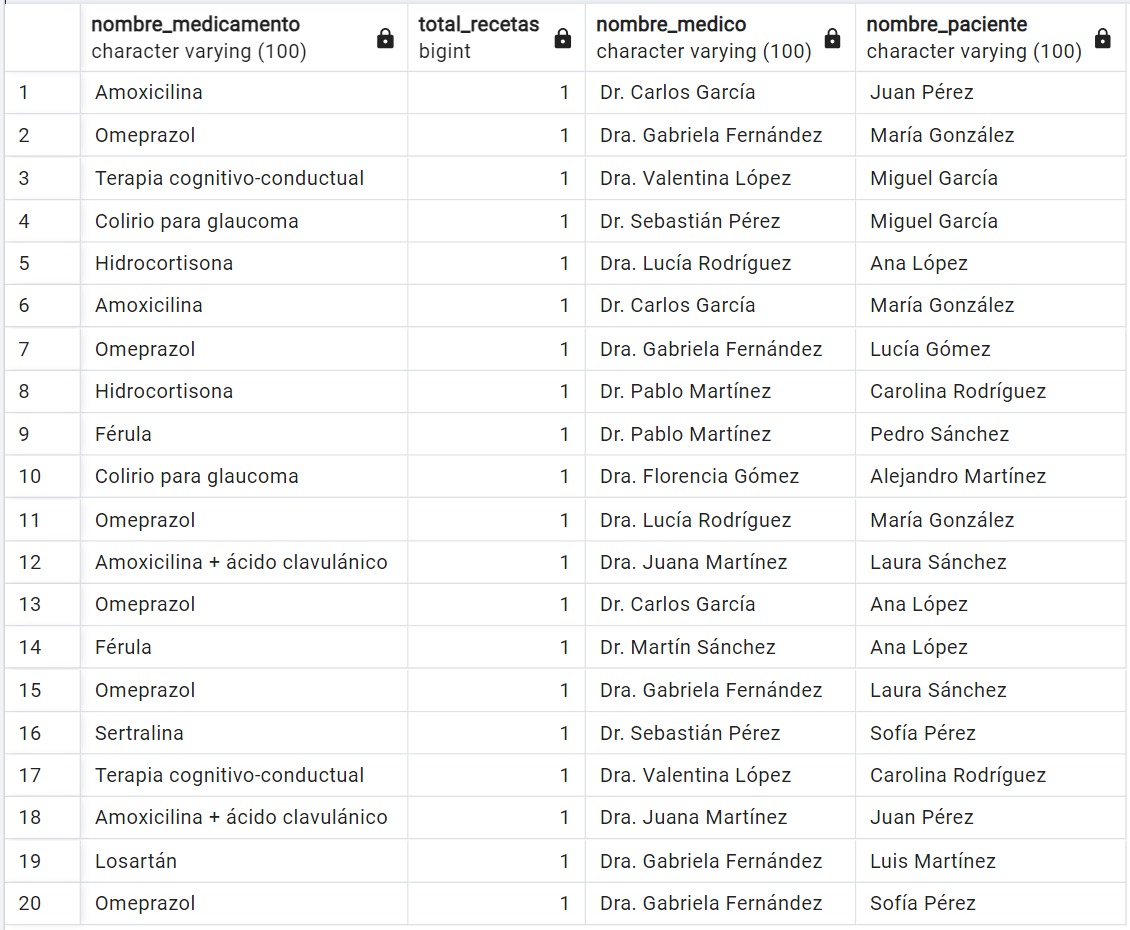 nombre_medicamento total_recetas nombre_medico nombre_paciente
character varying (100) bigint character varying (100) character varying (100)
1 Amoxicilina 1 Dr. Carlos García Juan Pérez
2 Omeprazol 1 Dra. Gabriela Fernández María González
3 Terapia cognitivo-conductual 1 Dra. Valentina López Miguel García
4 Colirio para glaucoma 1 Dr. Sebastián Pérez Miguel García
5 Hidrocortisona 1 Dra. Lucía Rodríguez Ana López
6 Amoxicilina 1 Dr. Carlos García María González
7 Omeprazol 1 Dra. Gabriela Fernández Lucía Gómez
8 Hidrocortisona 1 Dr. Pablo Martínez Carolina Rodríguez
9 Férula 1 Dr. Pablo Martínez Pedro Sánchez
10 Colirio para glaucoma 1 Dra. Florencia Gómez Alejandro Martínez
11 Omeprazol 1 Dra. Lucía Rodríguez María González
12 Amoxicilina + ácido clavulánico 1 Dra. Juana Martínez Laura Sánchez
13 Omeprazol 1 Dr. Carlos García Ana López
14 Férula 1 Dr. Martín Sánchez Ana López
15 Omeprazol 1 Dra. Gabriela Fernández Laura Sánchez
16 Sertralina 1 Dr. Sebastián Pérez Sofía Pérez
17 Terapia cognitivo-conductual 1 Dra. Valentina López Carolina Rodríguez
18 Amoxicilina + ácido clavulánico 1 Dra. Juana Martínez Juan Pérez
19 Losartán 1 Dra. Gabriela Fernández Luis Martínez
20 Omeprazol 1 Dra. Gabriela Fernández Sofía Pérez